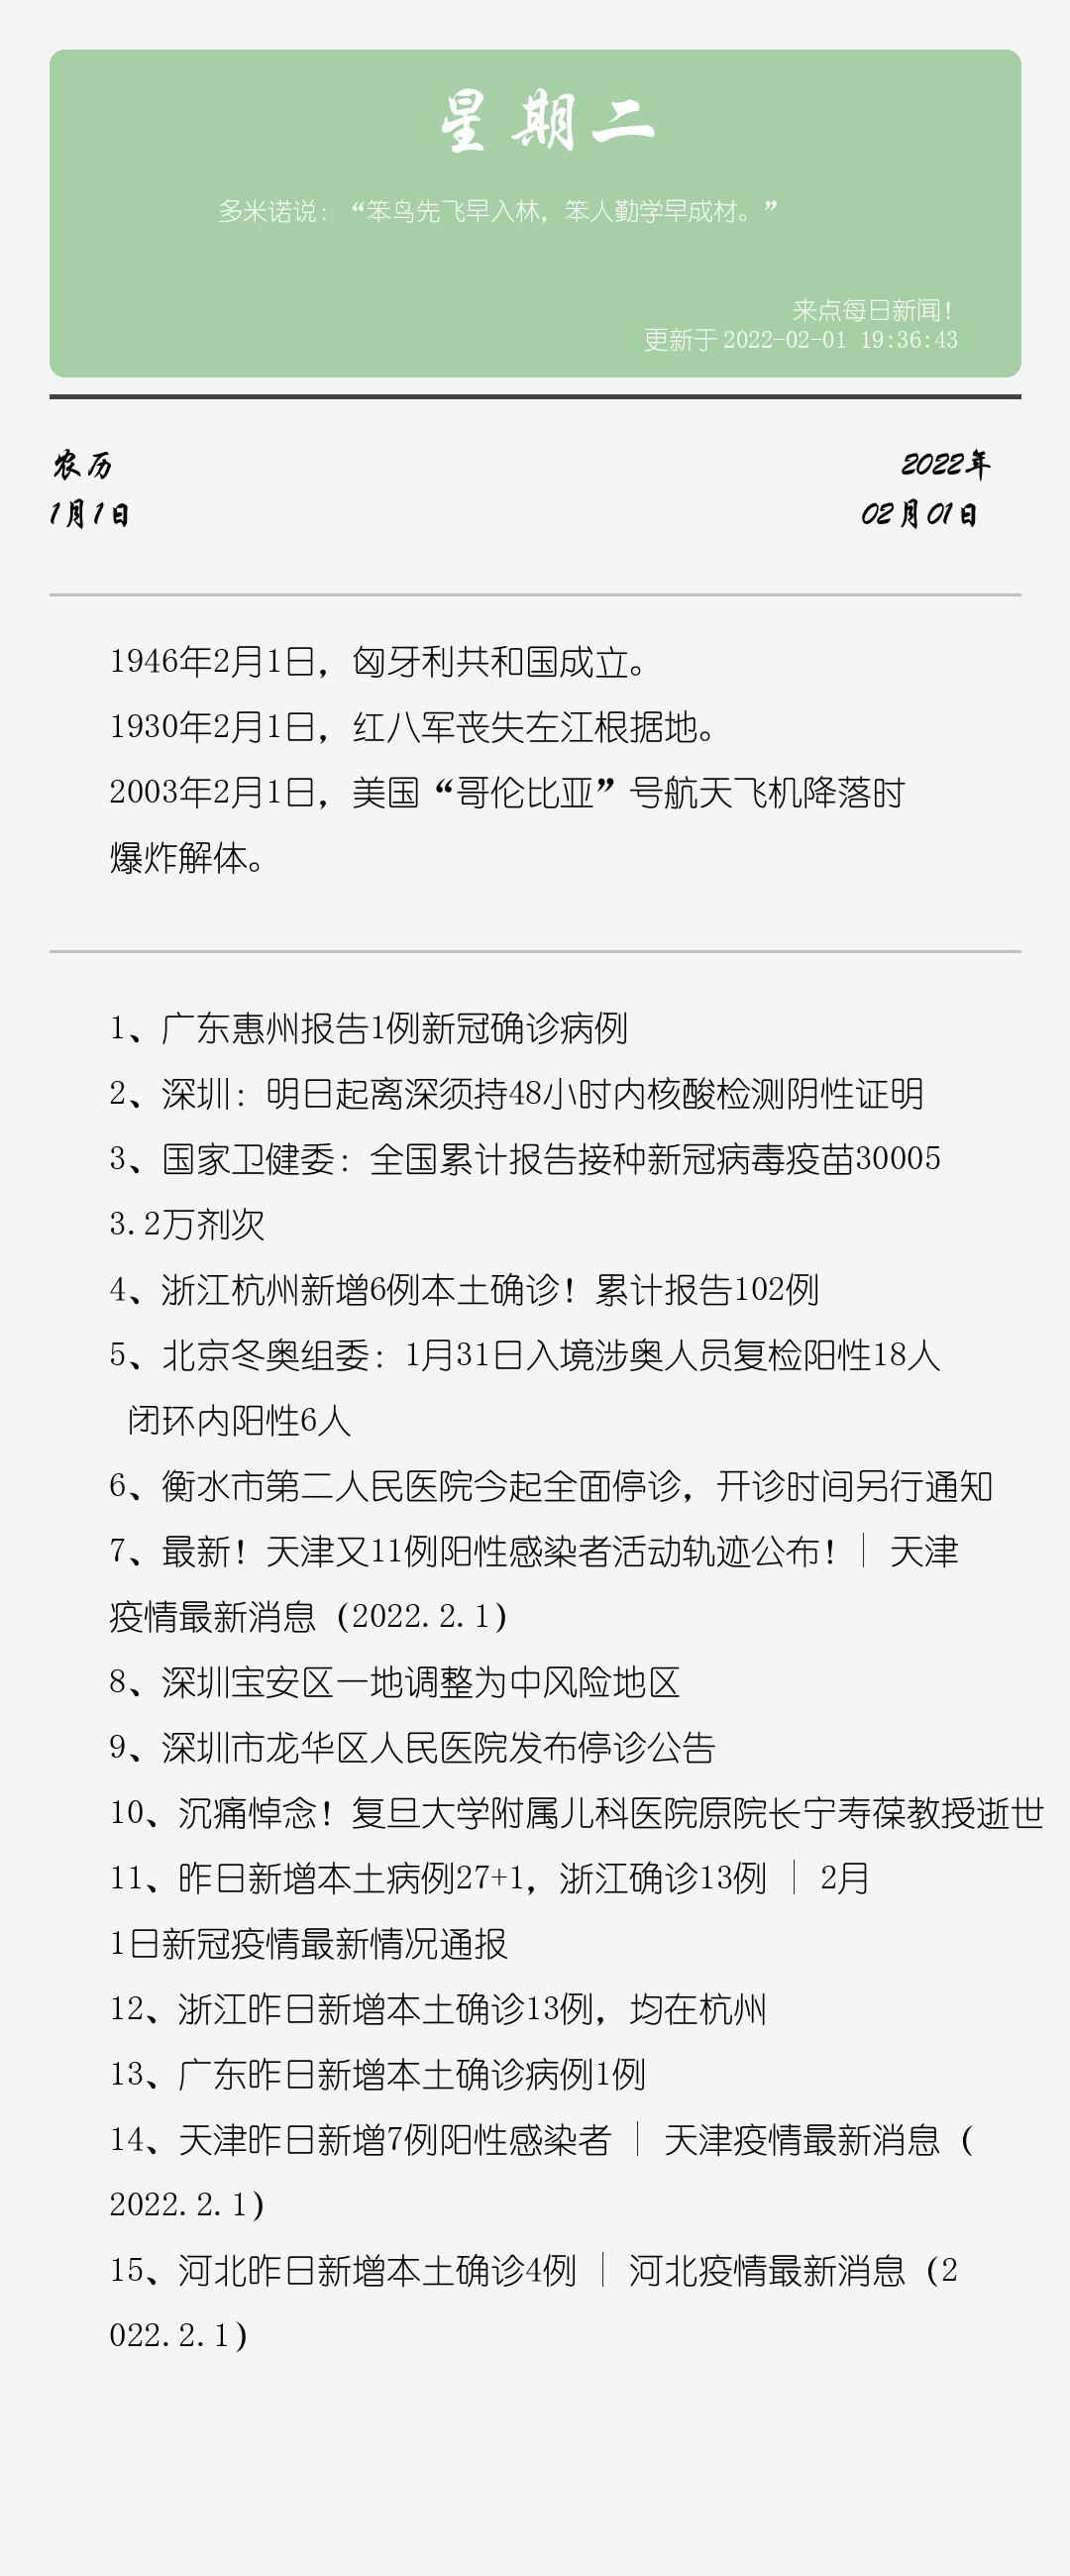 星期二
多米诺说：“笨鸟先飞早入林，笨人勤学早成材。”
来点每日新闻！
更新于 2022-02-01 19:36:43
农历
2022年
1月1日
02月01日
1946年2月1日，匈牙利共和国成立。
1930年2月1日，红八军丧失左江根据地。
2003年2月1日，美国“哥伦比亚”号航天飞机降落时
爆炸解体。
1、广东惠州报告1例新冠确诊病例
2、深圳：明日起离深须持48小时内核酸检测阴性证明
3、国家卫健委：全国累计报告接种新冠病毒疫苗30005
3.2万剂次
4、浙江杭州新增6例本土确诊！累计报告102例
5、北京冬奥组委：1月31日入境涉奥人员复检阳性18人
闭环内阳性6人
6、衡水市第二人民医院今起全面停诊，开诊时间另行通知
7、最新！天津又11例阳性感染者活动轨迹公布！│ 天津
疫情最新消息（2022.2.1）
8、深圳宝安区一地调整为中风险地区
9、深圳市龙华区人民医院发布停诊公告
10、沉痛悼念！复旦大学附属儿科医院原院长宁寿葆教授逝世
11、昨日新增本土病例27+1，浙江确诊13例 │ 2月
1日新冠疫情最新情况通报
12、浙江昨日新增本土确诊13例，均在杭州
13、广东昨日新增本土确诊病例1例
14、天津昨日新增7例阳性感染者 │ 天津疫情最新消息（
2022.2.1）
15、河北昨日新增本土确诊4例 │ 河北疫情最新消息（2
022.2.1）